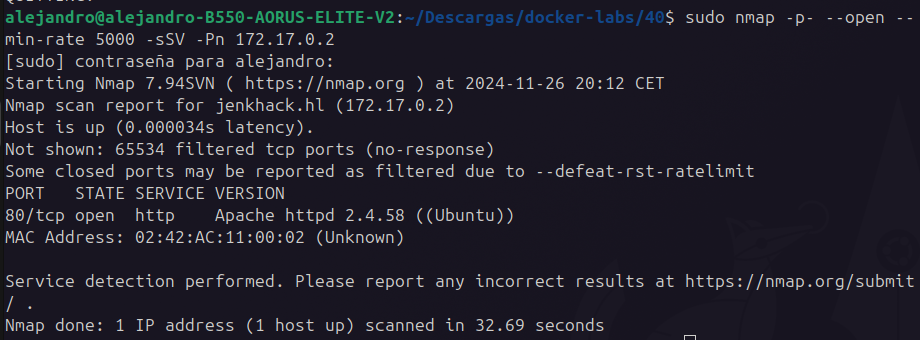 alejandro@alejandro-B550-AORUS-ELITE-V2:~/Descargas/docker-labs/40$ sudo nmap -p- --open --
min-rate 5000 -sSV -Pn 172.17.0.2
[sudo] contraseña para alejandro:
Starting Nmap 7.94SVN ( https://nmap.org ) at 2024-11-26 20:12 CET
Nmap scan report for jenkhack.hl (172.17.0.2)
Host is up (0.000034s latency).
Not shown: 65534 filtered tcp ports (no-response)
Some closed ports may be reported as filtered due to --defeat-rst-ratelimit
PORT   STATE SERVICE VERSION
80/tcp open  http    Apache httpd 2.4.58 ((Ubuntu))
MAC Address: 02:42:AC:11:00:02 (Unknown)

Service detection performed. Please report any incorrect results at https://nmap.org/submit
/ .
Nmap done: 1 IP address (1 host up) scanned in 32.69 seconds